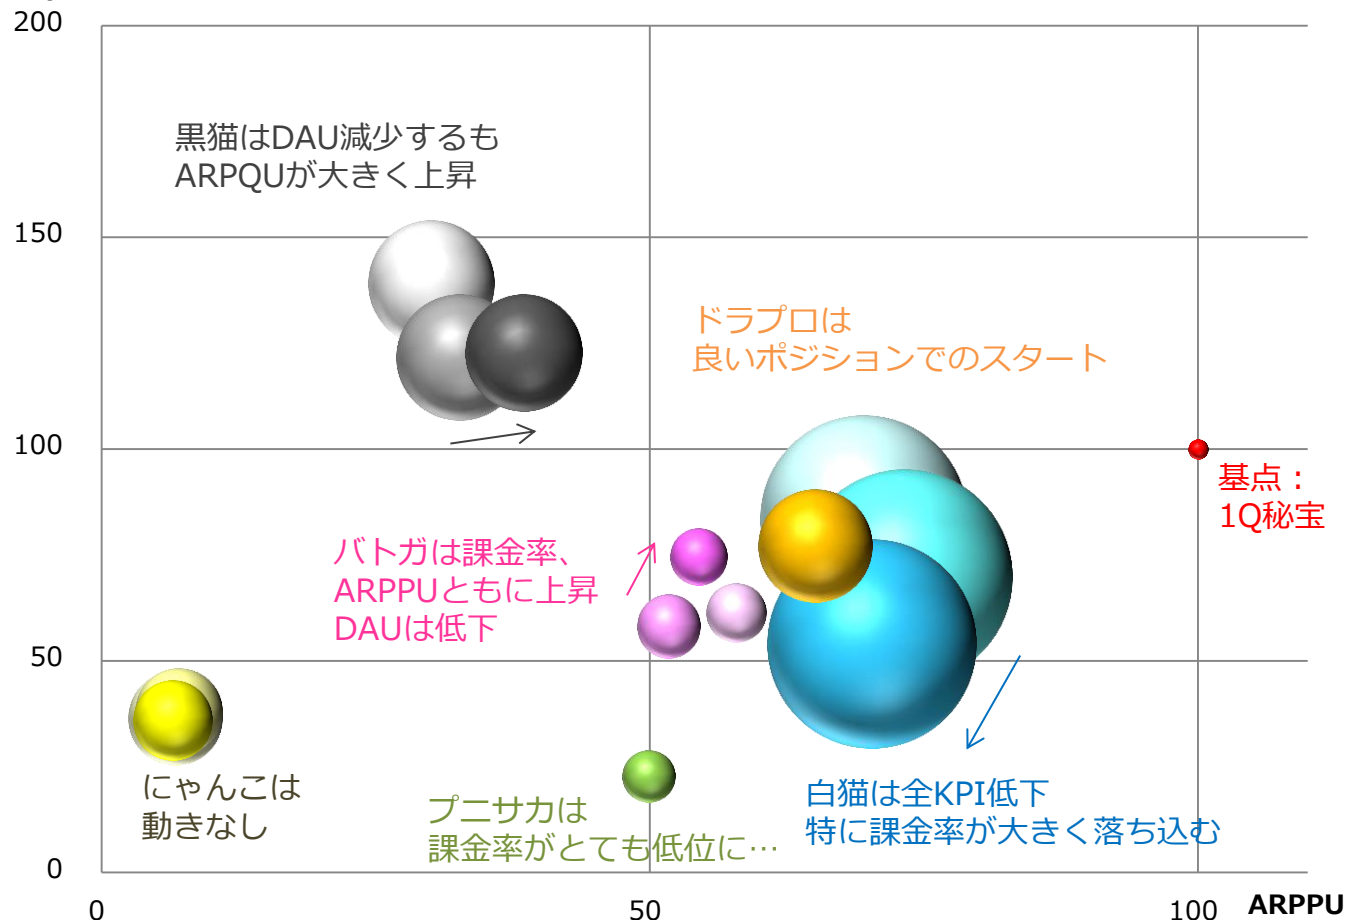 200
黒猫はDAU減少するも
ARPQUが大きく上昇
150
ドラプロは
良いポジションでのスタート
100
基点：
1Q秘宝
バトガは課金率、
ARPPUともに上昇
DAUは低下
50
にゃんこは
動きなし
プニサカは
課金率がとても低位に…
白猫は全KPI低下
特に課金率が大きく落ち込む
0
0
50
100
ARPPU